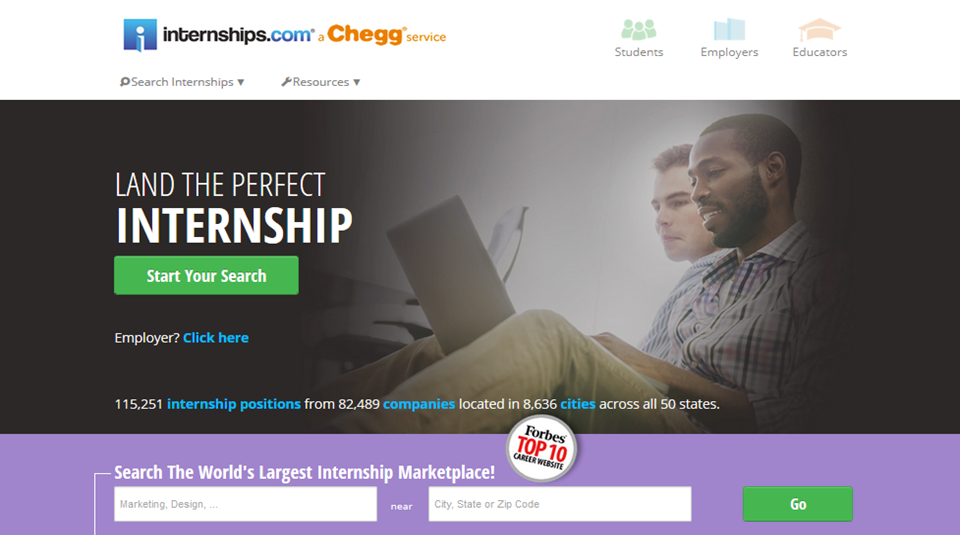 internships.com® a Chegg® service
Students
Employers
Educators
Search Internships ▼
Resources ▼
LAND THE PERFECT
INTERNSHIP
Start Your Search
Employer? Click here
115,251 internship positions from 82,489 companies located in 8,636 cities across all 50 states.
Forbes®
TOP 10
CAREER WEBSITE
Search The World's Largest Internship Marketplace!
Marketing, Design, ...
near
City, State or Zip Code
Go